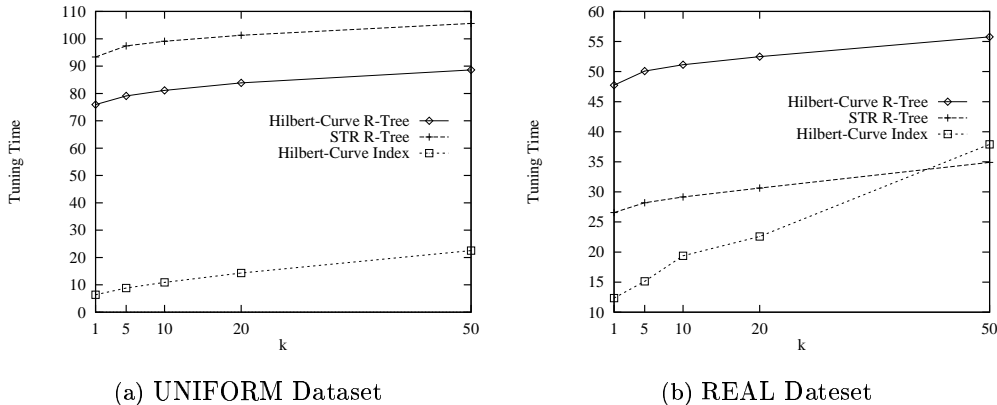 110
100
90
80
70
60
50
40
30
20
10
0
Tuning Time
Hilbert-Curve R-Tree
STR R-Tree
Hilbert-Curve Index
1 5 10 20 50
k
(a) UNIFORM Dataset
60
55
50
45
40
35
30
25
20
15
10
Tuning Time
Hilbert-Curve R-Tree
STR R-Tree
Hilbert-Curve Index
1 5 10 20 50
k
(b) REAL Dateset